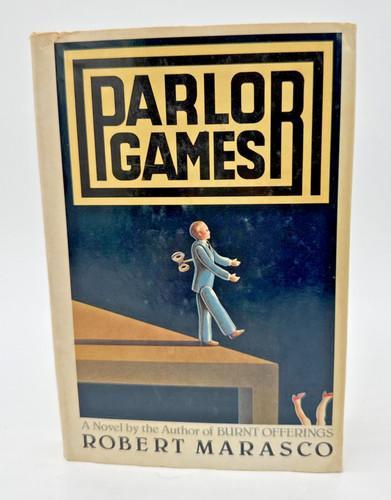 PARLOR
GAMES
A Novel by the Author of BURNT OFFERINGS
ROBERT MARASCO